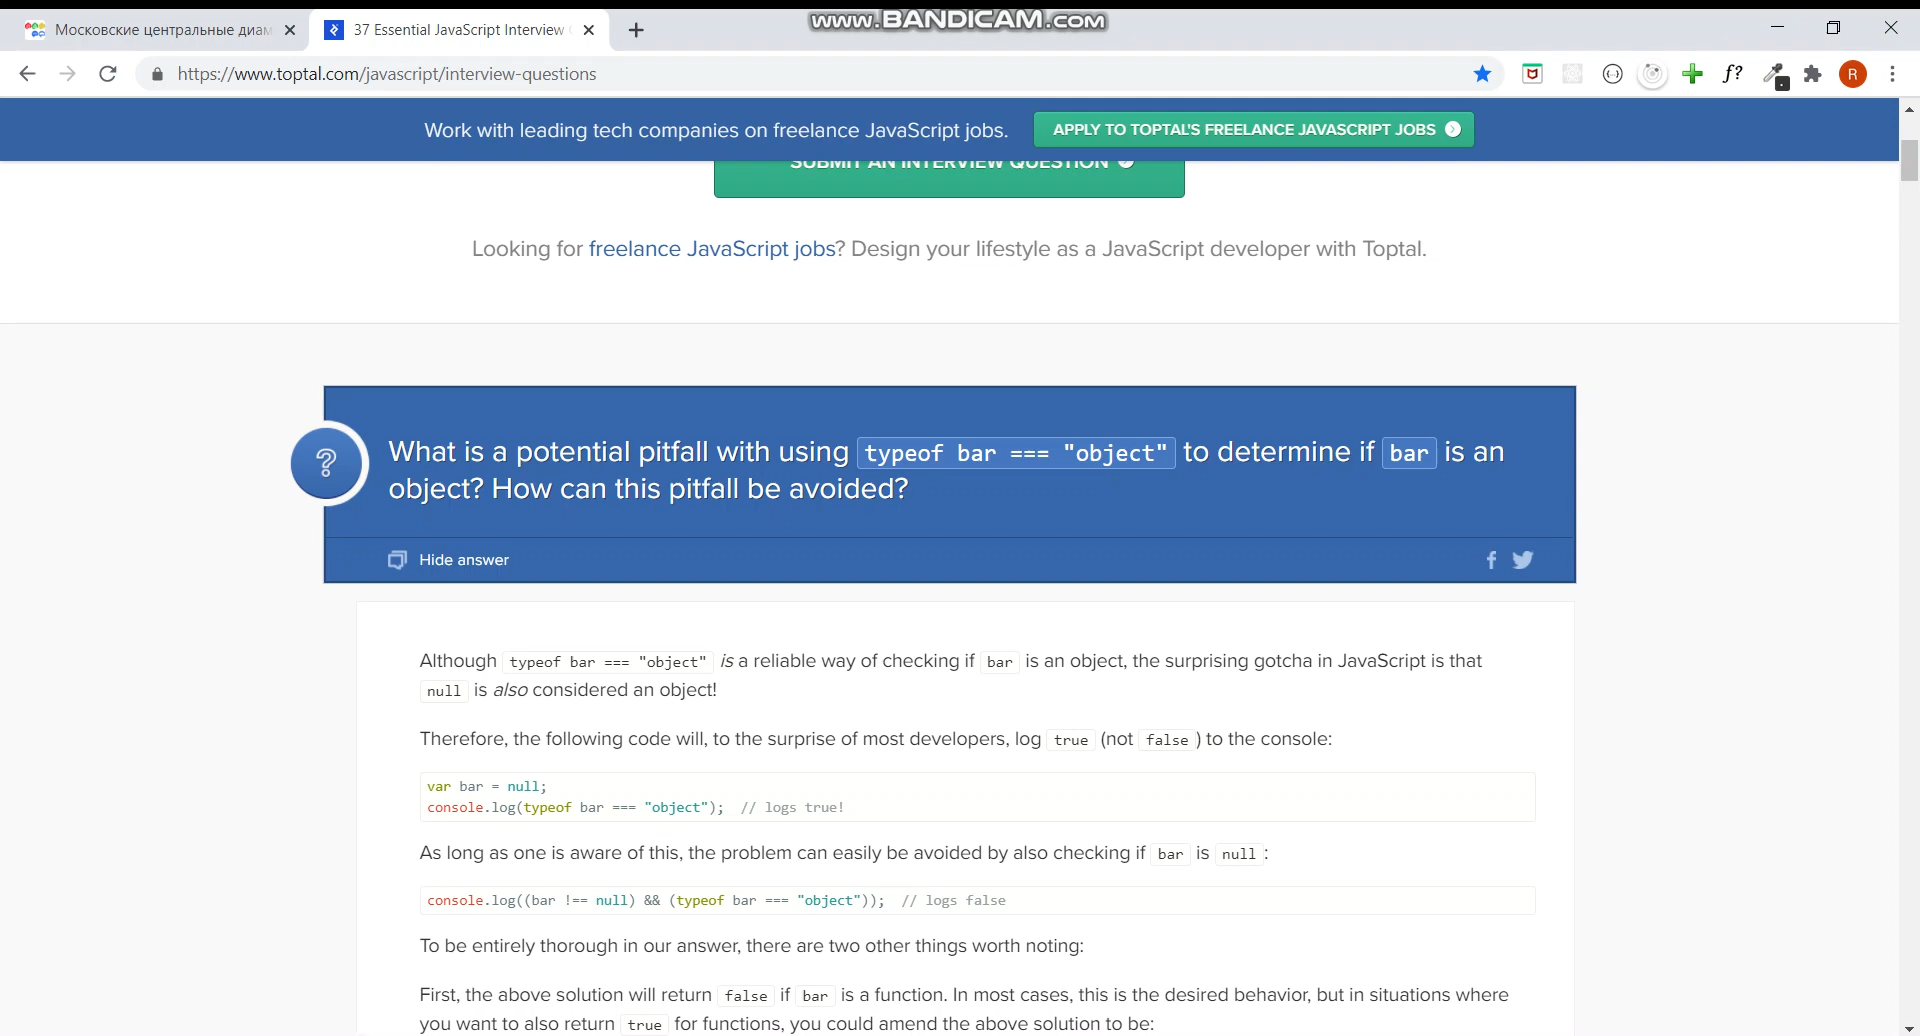 www.BANDICAM.com
Московские центральные диам
37 Essential JavaScript Interview
https://www.toptal.com/javascript/interview-questions
f?
R
Work with leading tech companies on freelance JavaScript jobs.
APPLY TO TOPTAL'S FREELANCE JAVASCRIPT JOBS
SUBMIT AN INTERVIEW QUESTION
Looking for freelance JavaScript jobs? Design your lifestyle as a JavaScript developer with Toptal.
?
What is a potential pitfall with using typeof bar === "object" to determine if bar is an
object? How can this pitfall be avoided?
Hide answer
Although typeof bar === "object" is a reliable way of checking if bar is an object, the surprising gotcha in JavaScript is that
null is also considered an object!
Therefore, the following code will, to the surprise of most developers, log true (not false ) to the console:
var bar = null;
console.log(typeof bar === "object");  // logs true!
As long as one is aware of this, the problem can easily be avoided by also checking if bar is null :
console.log((bar !== null) && (typeof bar === "object"));  // logs false
To be entirely thorough in our answer, there are two other things worth noting:
First, the above solution will return false if bar is a function. In most cases, this is the desired behavior, but in situations where
you want to also return true for functions, you could amend the above solution to be: